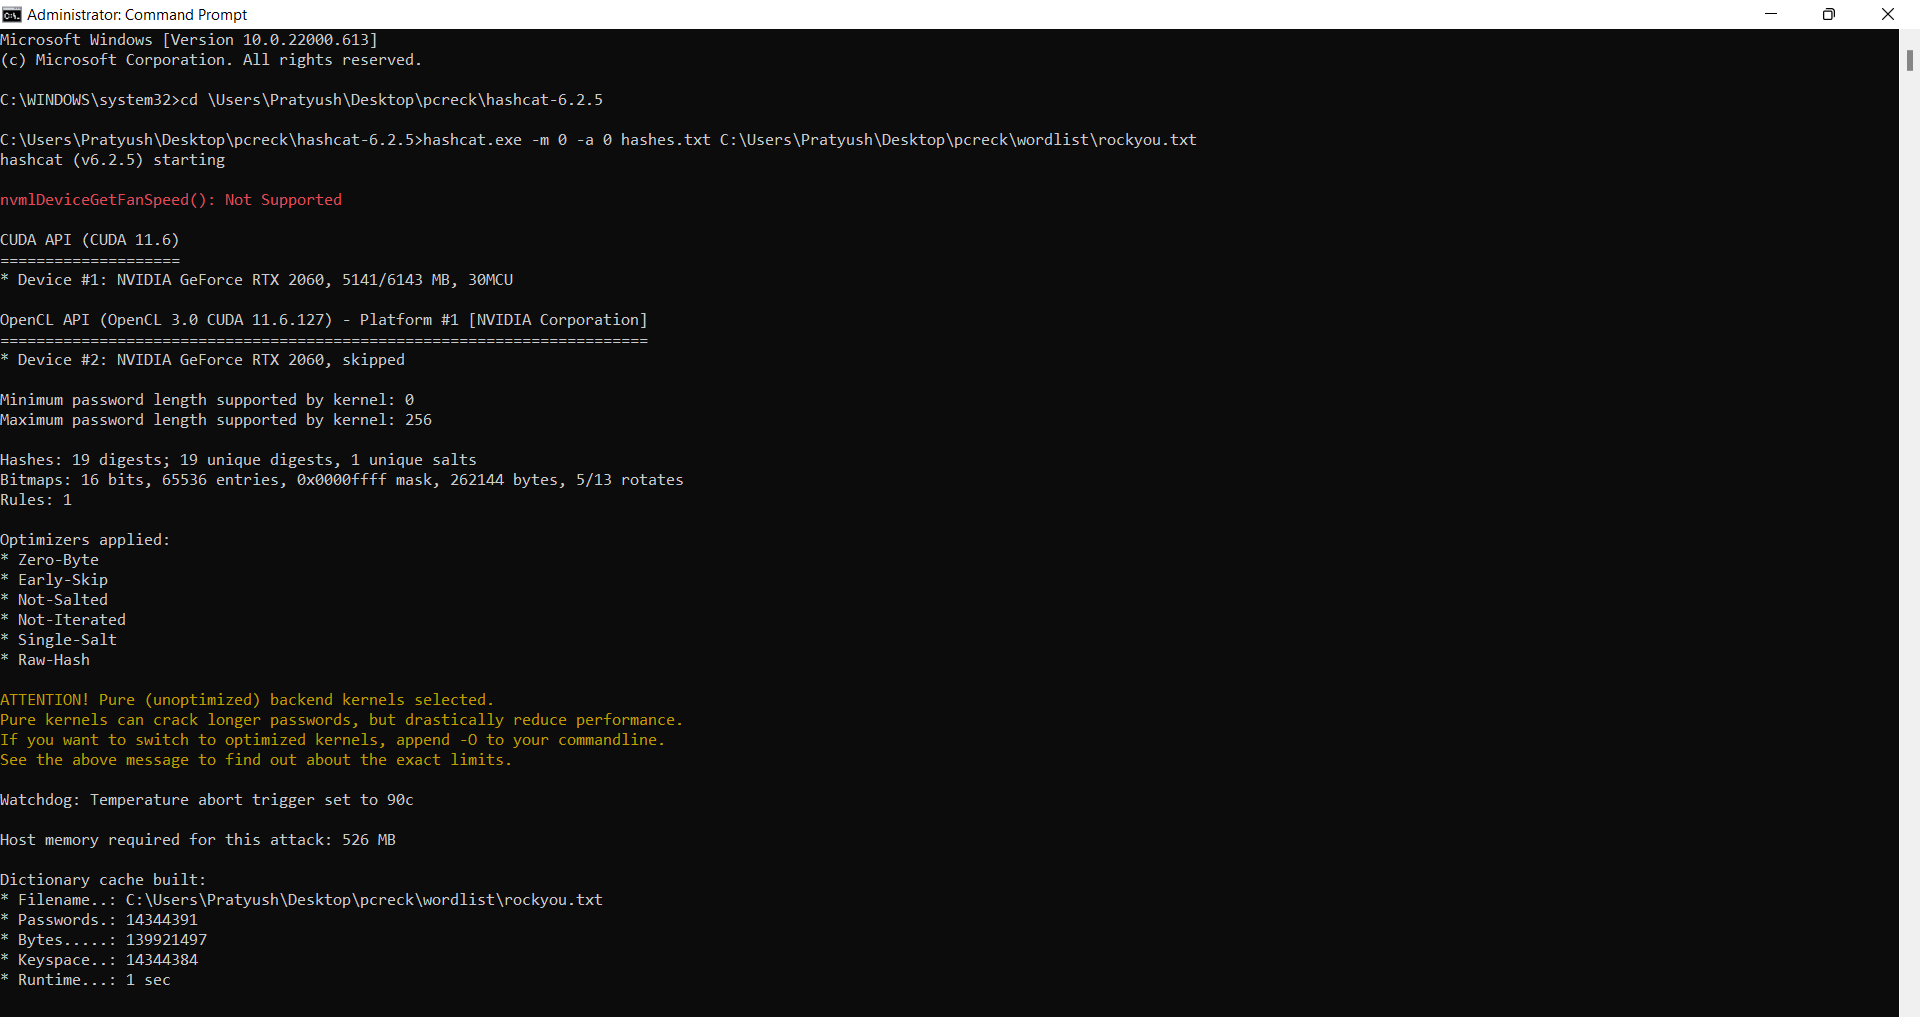 Administrator: Command Prompt
Microsoft Windows [Version 10.0.22000.613]
(c) Microsoft Corporation. All rights reserved.
C:\WINDOWS\system32>cd \Users\Pratyush\Desktop\pcreck\hashcat-6.2.5
C:\Users\Pratyush\Desktop\pcreck\hashcat-6.2.5>hashcat.exe -m 0 -a 0 hashes.txt C:\Users\Pratyush\Desktop\pcreck\wordlist\rockyou.txt
hashcat (v6.2.5) starting
nvmlDeviceGetFanSpeed(): Not Supported
CUDA API (CUDA 11.6)
====================
* Device #1: NVIDIA GeForce RTX 2060, 5141/6143 MB, 30MCU
OpenCL API (OpenCL 3.0 CUDA 11.6.127) - Platform #1 [NVIDIA Corporation]
========================================================================
* Device #2: NVIDIA GeForce RTX 2060, skipped
Minimum password length supported by kernel: 0
Maximum password length supported by kernel: 256
Hashes: 19 digests; 19 unique digests, 1 unique salts
Bitmaps: 16 bits, 65536 entries, 0x0000ffff mask, 262144 bytes, 5/13 rotates
Rules: 1
Optimizers applied:
* Zero-Byte
* Early-Skip
* Not-Salted
* Not-Iterated
* Single-Salt
* Raw-Hash
ATTENTION! Pure (unoptimized) backend kernels selected.
Pure kernels can crack longer passwords, but drastically reduce performance.
If you want to switch to optimized kernels, append -O to your commandline.
See the above message to find out about the exact limits.
Watchdog: Temperature abort trigger set to 90c
Host memory required for this attack: 526 MB
Dictionary cache built:
* Filename..: C:\Users\Pratyush\Desktop\pcreck\wordlist\rockyou.txt
* Passwords.: 14344391
* Bytes.....: 139921497
* Keyspace..: 14344384
* Runtime...: 1 sec